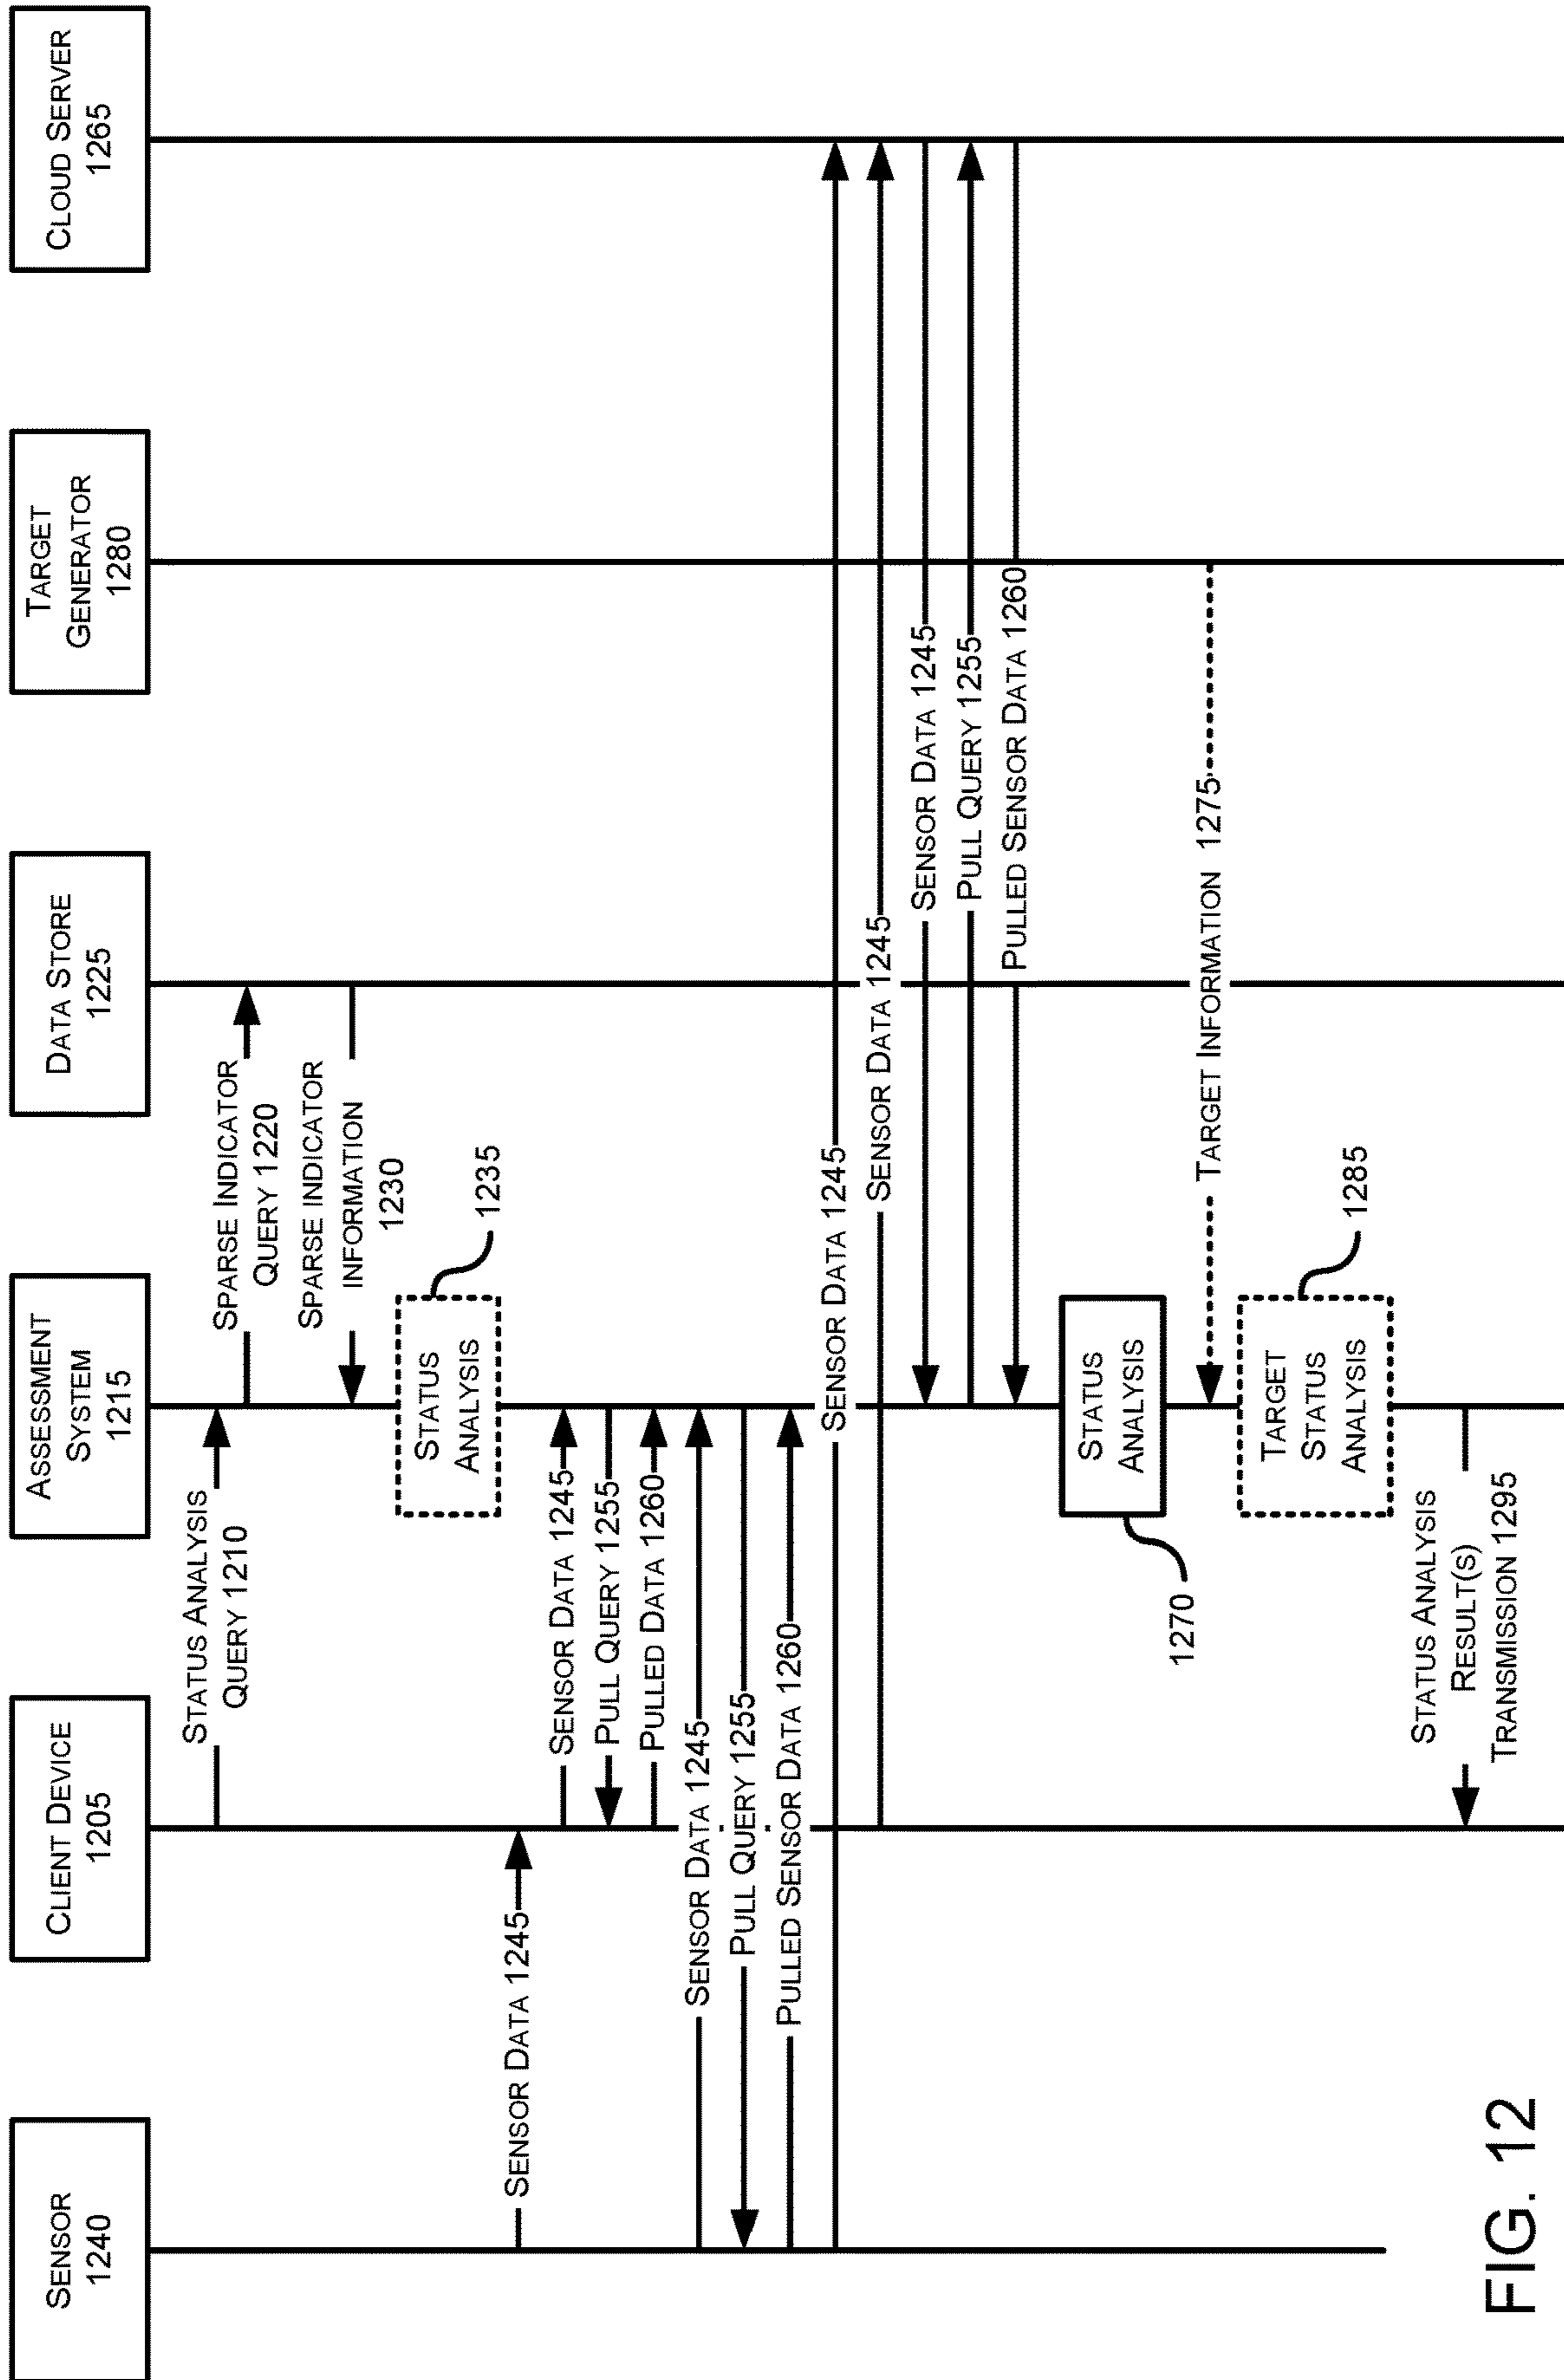 SENSOR
1240
CLIENT DEVICE
1205
ASSESSMENT
SYSTEM
1215
DATA STORE
1225
TARGET
GENERATOR
1280
CLOUD SERVER
1265
STATUS ANALYSIS
QUERY 1210
SPARSE INDICATOR
QUERY 1220
SPARSE INDICATOR
INFORMATION
1230
STATUS
ANALYSIS
1235
SENSOR DATA 1245
SENSOR DATA 1245
PULL QUERY 1255
PULLED DATA 1260
SENSOR DATA 1245
PULL QUERY 1255
PULLED SENSOR DATA 1260
SENSOR DATA 1245
SENSOR DATA 1245
SENSOR DATA 1245
PULL QUERY 1255
PULLED SENSOR DATA 1260
STATUS
ANALYSIS
1270
TARGET INFORMATION 1275
TARGET
STATUS
ANALYSIS
1285
STATUS ANALYSIS
RESULT(S)
TRANSMISSION 1295
FIG. 12